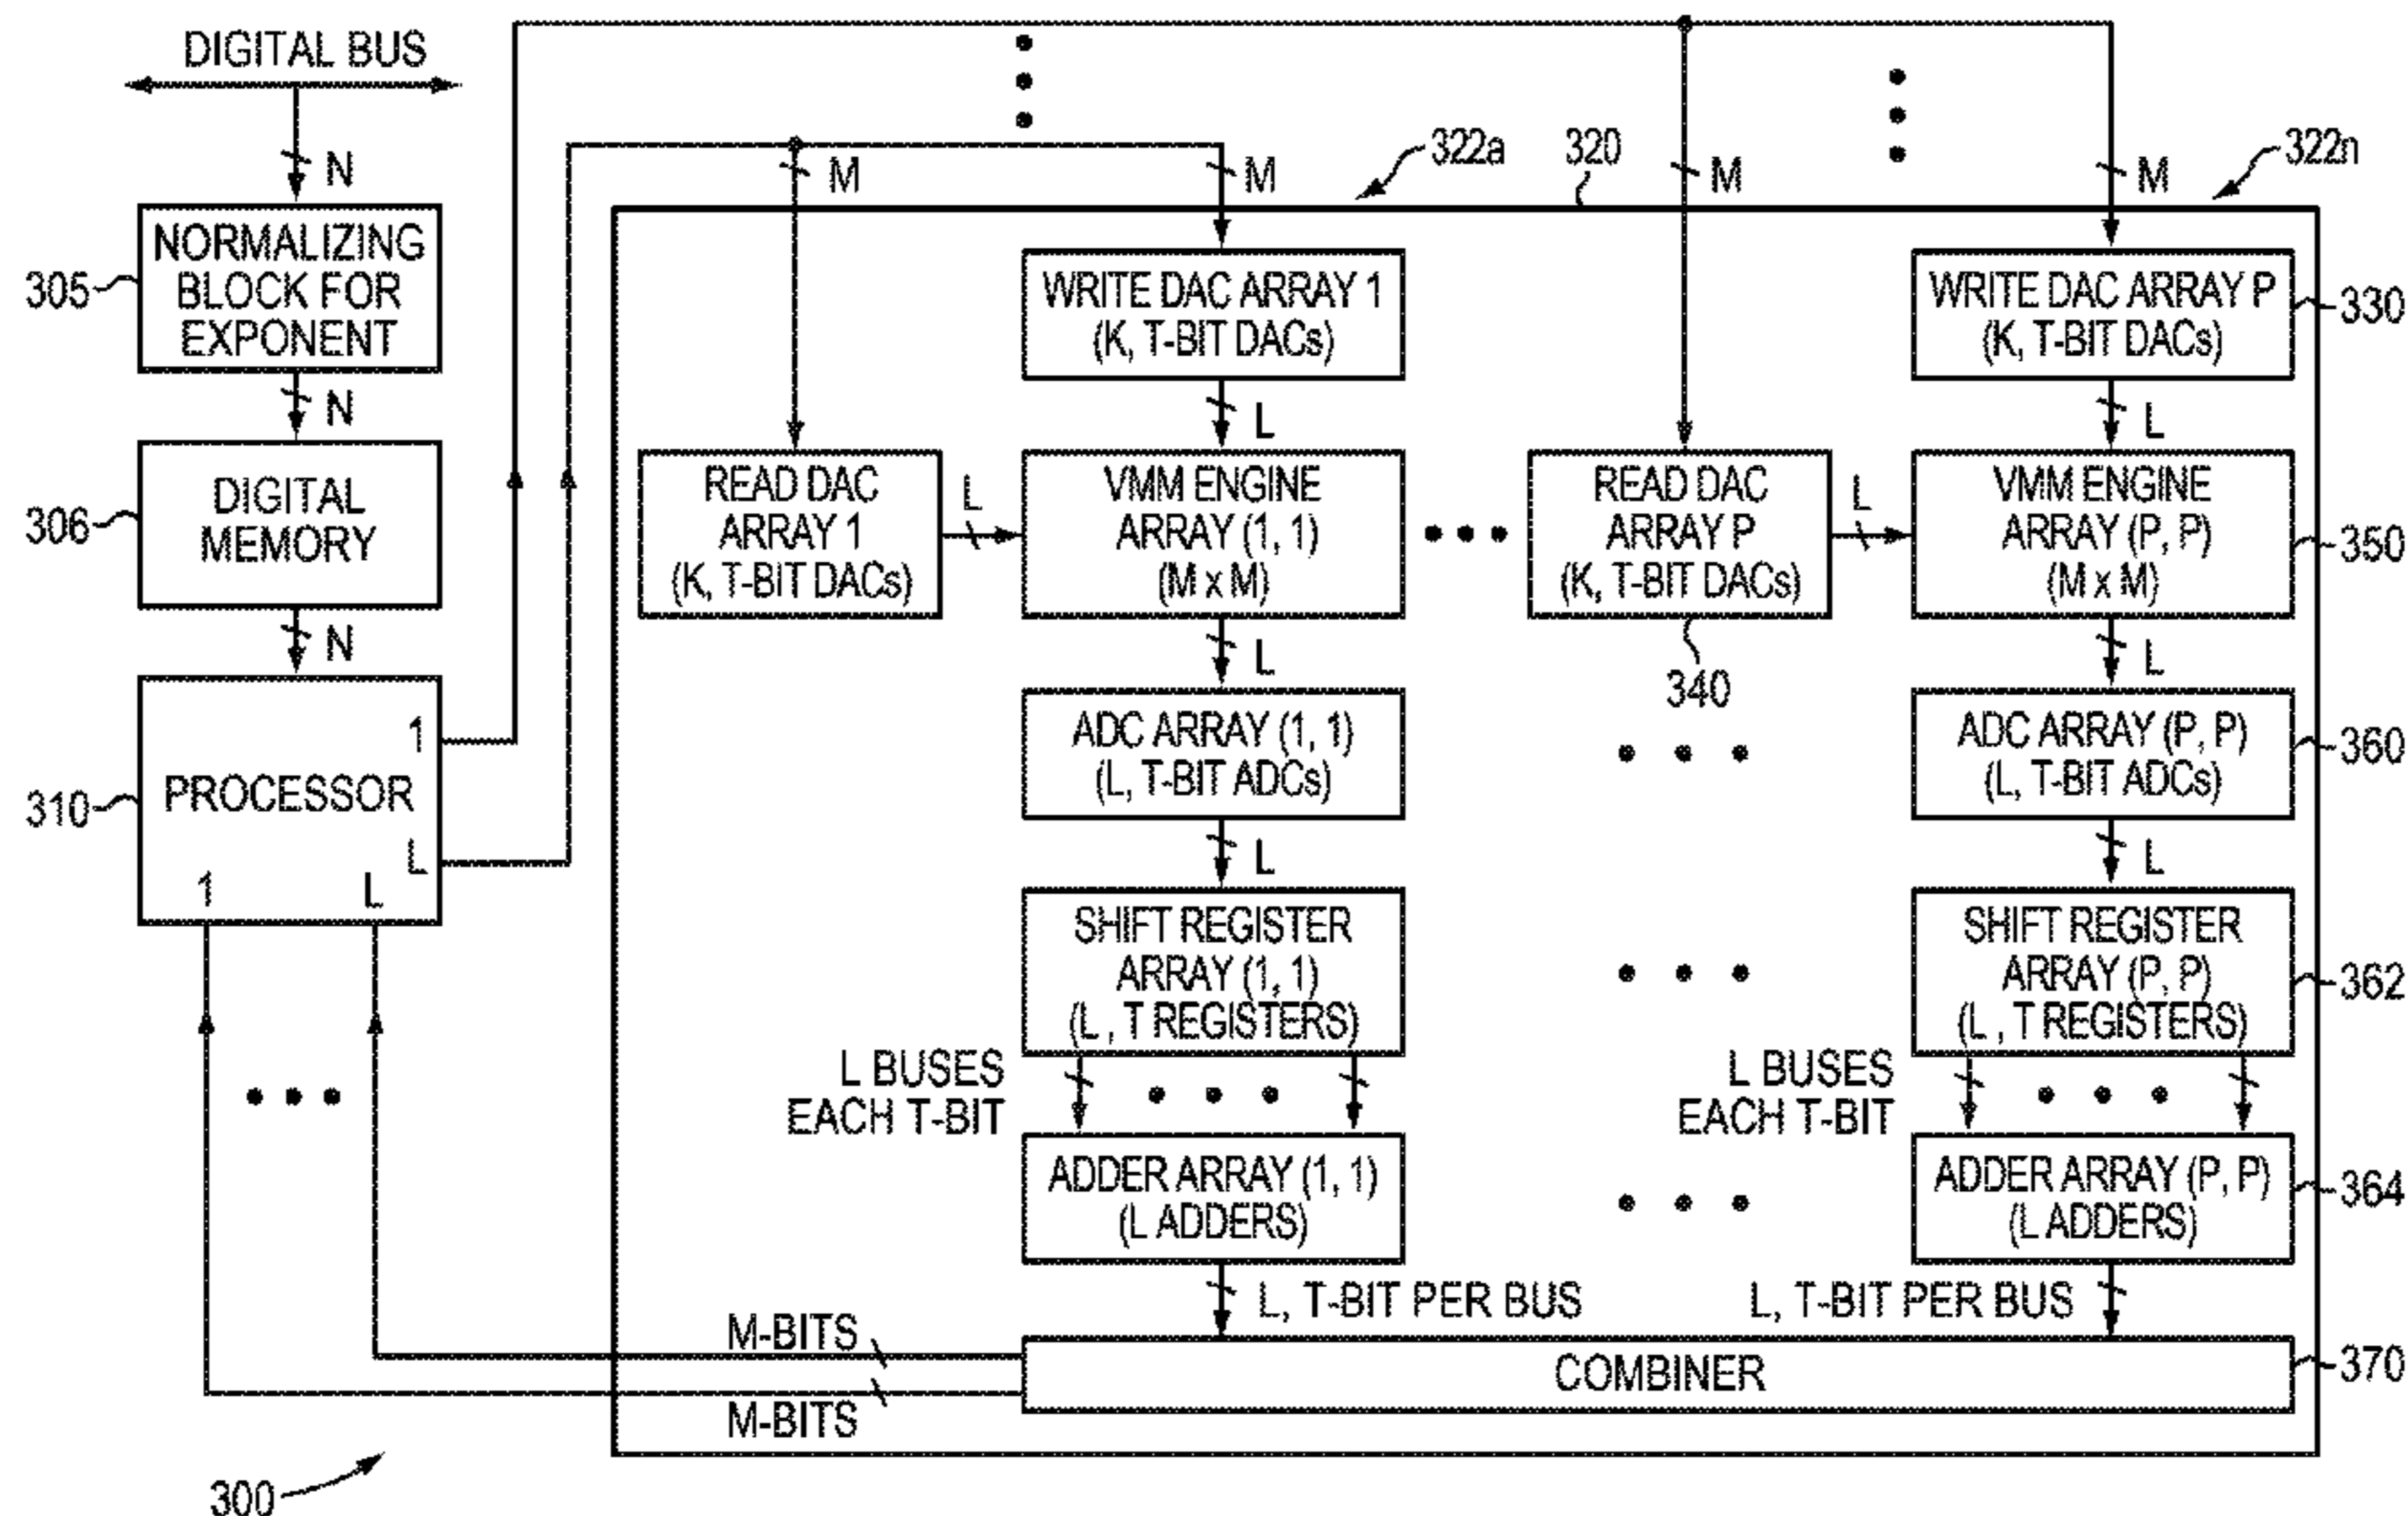 DIGITAL BUS
N
305
NORMALIZING
BLOCK FOR
EXPONENT
N
306
DIGITAL
MEMORY
N
310
PROCESSOR
1
L
1
L
M
M
322a
320
M
M
322n
WRITE DAC ARRAY 1
(K, T-BIT DACs)
WRITE DAC ARRAY P
(K, T-BIT DACs)
330
L
L
READ DAC
ARRAY 1
(K, T-BIT DACs)
L
VMM ENGINE
ARRAY (1, 1)
(M x M)
READ DAC
ARRAY P
(K, T-BIT DACs)
340
L
VMM ENGINE
ARRAY (P, P)
(M x M)
350
L
L
ADC ARRAY (1, 1)
(L, T-BIT ADCs)
ADC ARRAY (P, P)
(L, T-BIT ADCs)
360
L
L
SHIFT REGISTER
ARRAY (1, 1)
(L , T REGISTERS)
SHIFT REGISTER
ARRAY (P, P)
(L , T REGISTERS)
362
L BUSES
EACH T-BIT
L BUSES
EACH T-BIT
ADDER ARRAY (1, 1)
(L ADDERS)
ADDER ARRAY (P, P)
(L ADDERS)
364
L, T-BIT PER BUS
L, T-BIT PER BUS
M-BITS
M-BITS
COMBINER
370
300